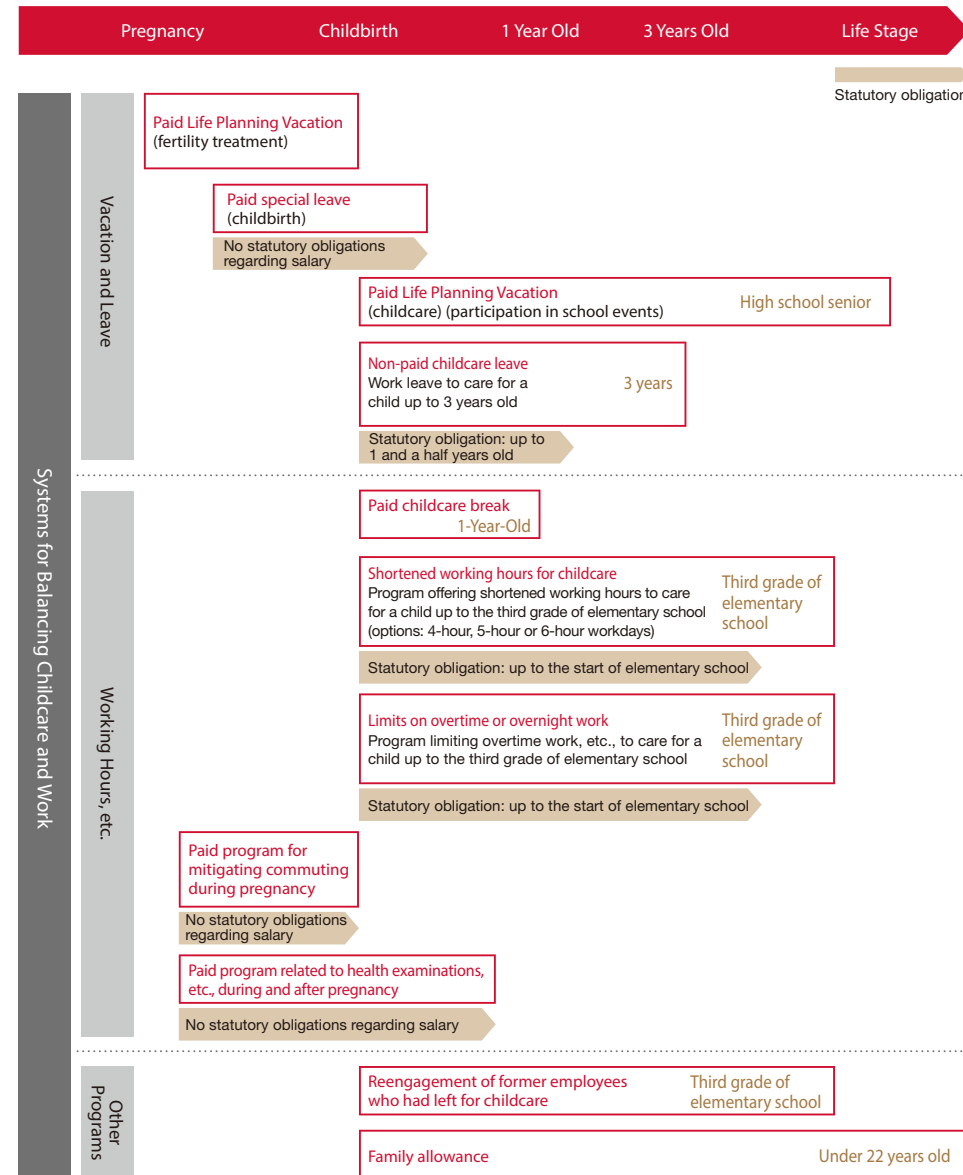 Pregnancy
Childbirth
1 Year Old
3 Years Old
Life Stage
Statutory obligation
Systems for Balancing Childcare and Work
Vacation and Leave
Paid Life Planning Vacation
(fertility treatment)
Paid special leave
(childbirth)
No statutory obligations
regarding salary
Paid Life Planning Vacation
(childcare) (participation in school events)
High school senior
Non-paid childcare leave
Work leave to care for a
child up to 3 years old
3 years
Statutory obligation: up to
1 and a half years old
Working Hours, etc.
Paid childcare break
1-Year-Old
Shortened working hours for childcare
Program offering shortened working hours to care
for a child up to the third grade of elementary school
(options: 4-hour, 5-hour or 6-hour workdays)
Third grade of
elementary
school
Statutory obligation: up to the start of elementary school
Limits on overtime or overnight work
Program limiting overtime work, etc., to care for a
child up to the third grade of elementary school
Third grade of
elementary
school
Statutory obligation: up to the start of elementary school
Paid program for
mitigating commuting
during pregnancy
No statutory obligations
regarding salary
Paid program related to health examinations,
etc., during and after pregnancy
No statutory obligations regarding salary
Other
Programs
Reengagement of former employees
who had left for childcare
Third grade of
elementary school
Family allowance
Under 22 years old